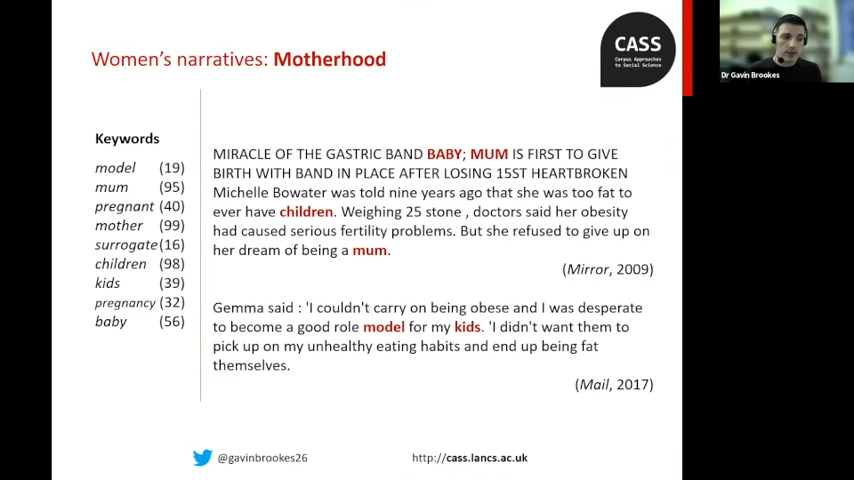 Women's narratives: Motherhood
CASS
Corpus Approaches
to Social Science
Dr Gavin Brookes
Keywords
model (19)
mum (95)
pregnant (40)
mother (99)
surrogate (16)
children (98)
kids (39)
pregnancy (32)
baby (56)
MIRACLE OF THE GASTRIC BAND BABY; MUM IS FIRST TO GIVE
BIRTH WITH BAND IN PLACE AFTER LOSING 15ST HEARTBROKEN
Michelle Bowater was told nine years ago that she was too fat to
ever have children. Weighing 25 stone , doctors said her obesity
had caused serious fertility problems. But she refused to give up on
her dream of being a mum.
(Mirror, 2009)
Gemma said : 'I couldn't carry on being obese and I was desperate
to become a good role model for my kids. 'I didn't want them to
pick up on my unhealthy eating habits and end up being fat
themselves.
(Mail, 2017)
@gavinbrookes26
http://cass.lancs.ac.uk